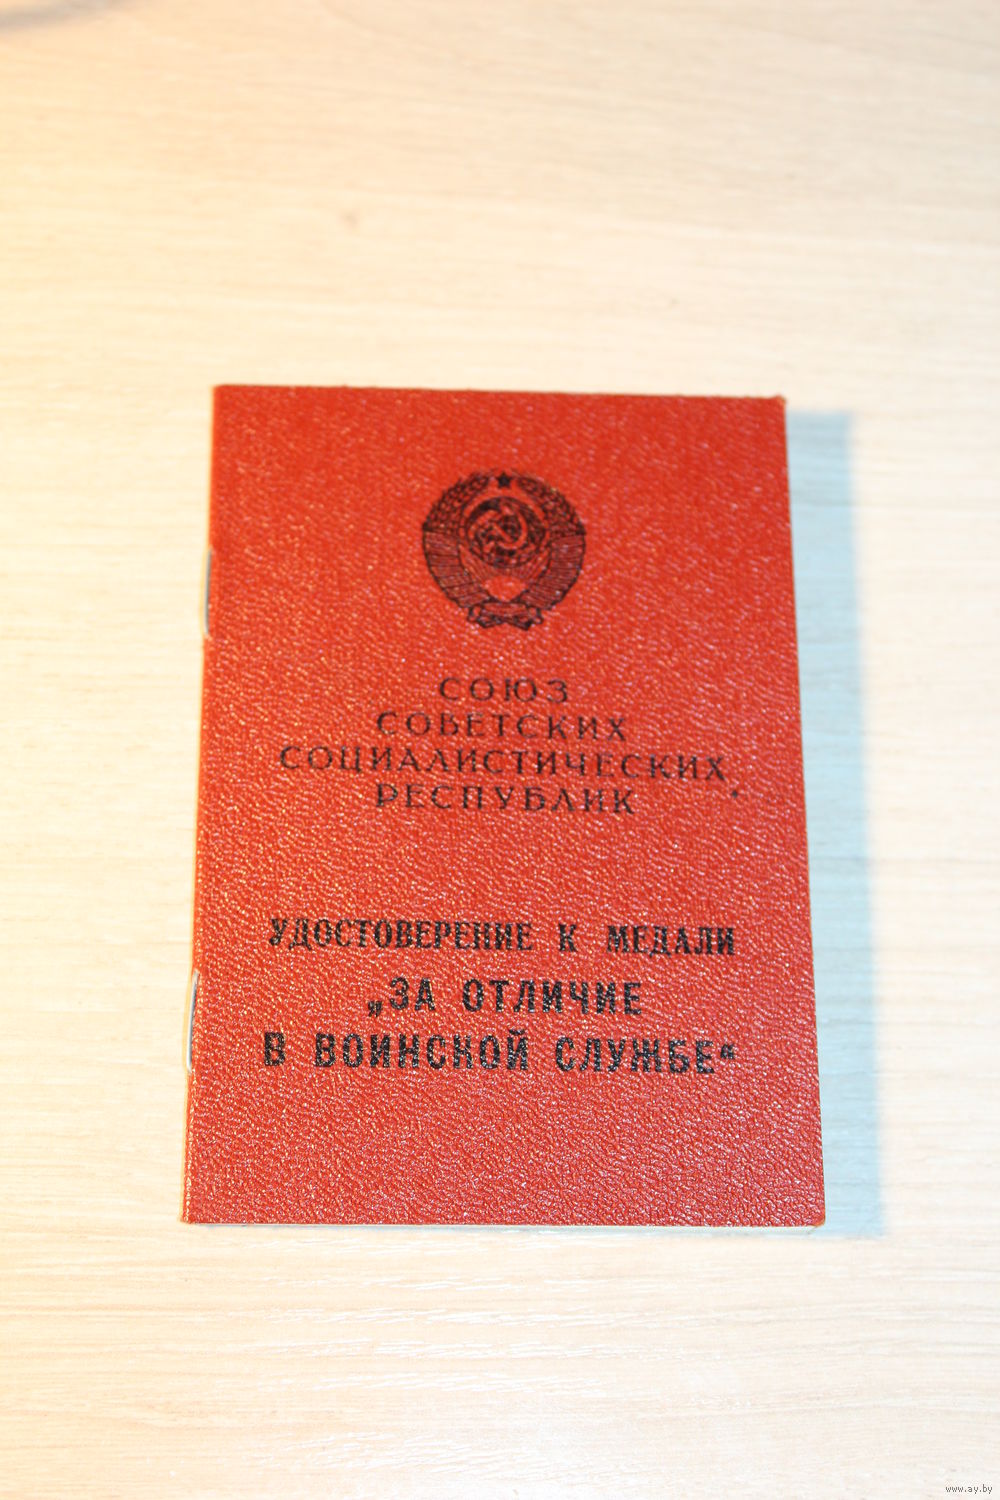 СОЮЗ
СОВЕТСКИХ
СОЦИАЛИСТИЧЕСКИХ
РЕСПУБЛИК
УДОСТОВЕРЕНИЕ К МЕДАЛИ
„ЗА ОТЛИЧИЕ
В ВОИНСКОЙ СЛУЖБЕ“
www.ay.by